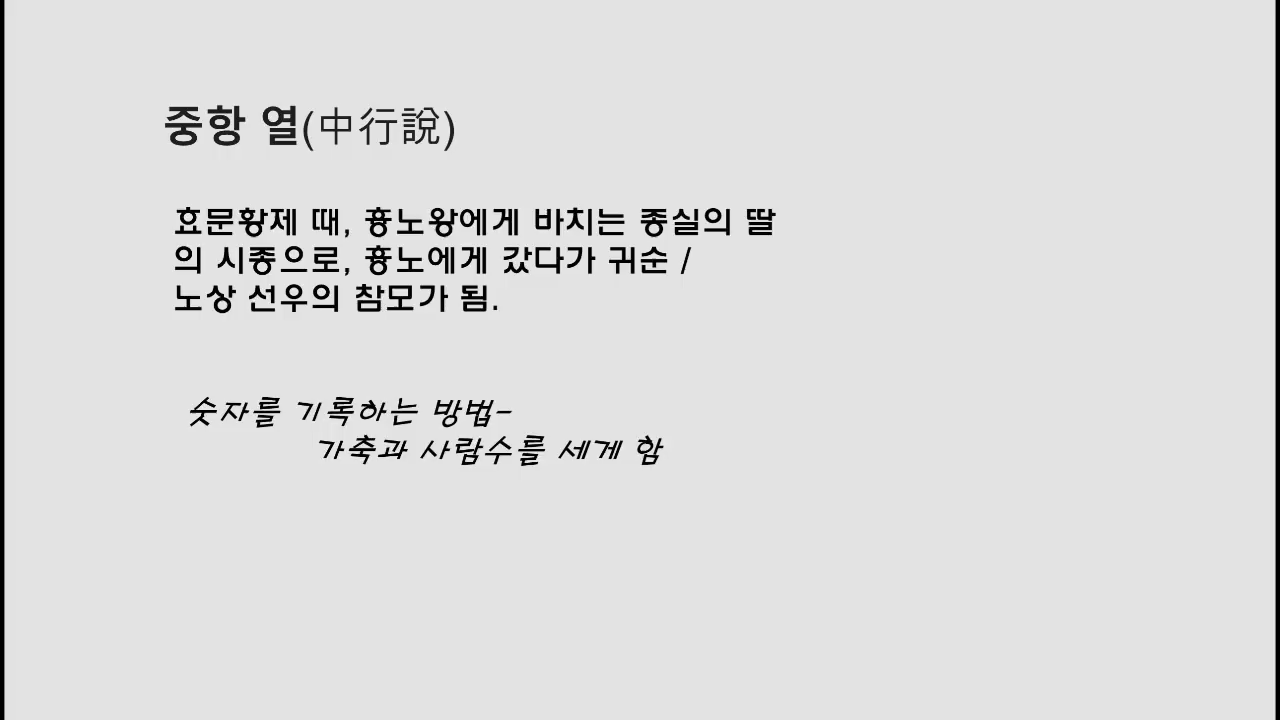 중항 열(中行說)
효문황제 때, 흉노왕에게 바치는 종실의 딸
의 시종으로, 흉노에게 갔다가 귀순 /
노상 선우의 참모가 됨.
숫자를 기록하는 방법-
가축과 사람수를 세게 함